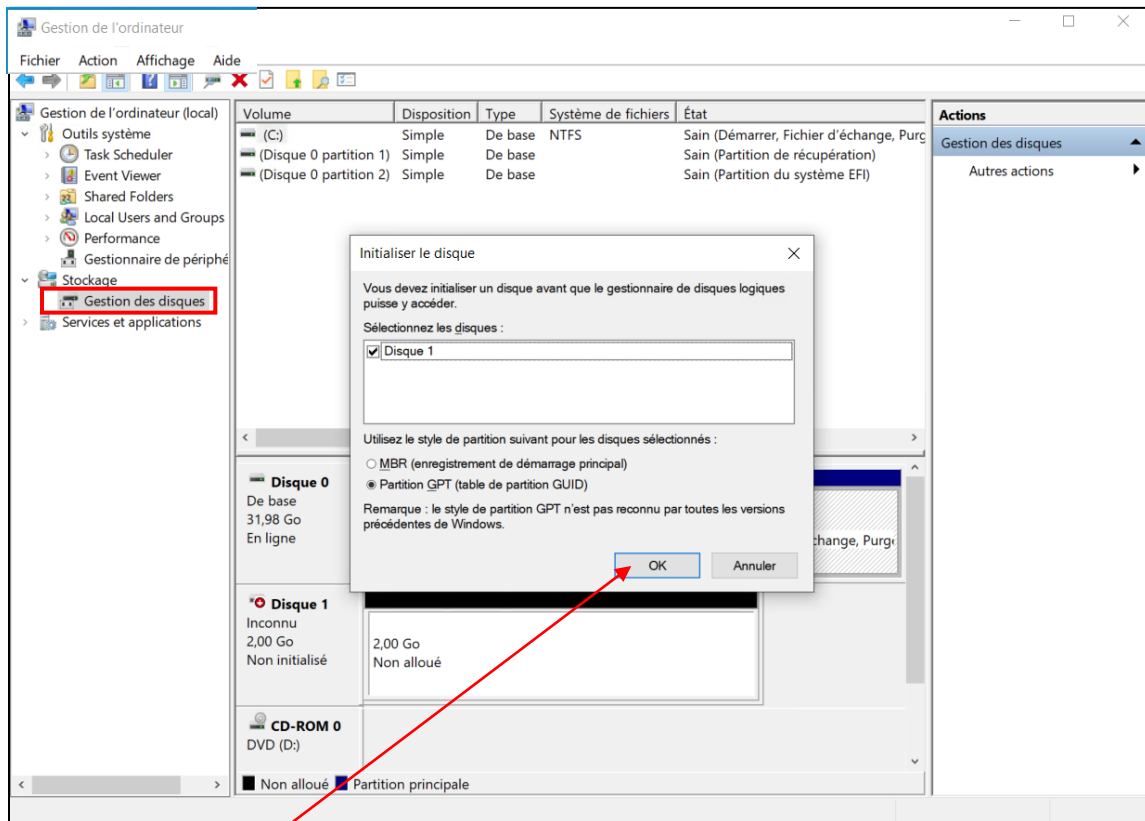 Gestion de l'ordinateur
Fichier Action Affichage Aide
Gestion de l'ordinateur (local)
Outils système
Task Scheduler
Event Viewer
Shared Folders
Local Users and Groups
Performance
Gestionnaire de périphé
Stockage
Gestion des disques
Services et applications
Volume Disposition Type Système de fichiers État
(C:) Simple De base NTFS Sain (Démarrer, Fichier d'échange, Purg
(Disque 0 partition 1) Simple De base Sain (Partition de récupération)
(Disque 0 partition 2) Simple De base Sain (Partition du système EFI)
Initialiser le disque
Vous devez initialiser un disque avant que le gestionnaire de disques logiques
puisse y accéder.
Sélectionnez les disques :
Disque 1
Utilisez le style de partition suivant pour les disques sélectionnés :
MBR (enregistrement de démarrage principal)
Partition GPT (table de partition GUID)
Remarque : le style de partition GPT n'est pas reconnu par toutes les versions
précédentes de Windows.
OK Annuler
Disque 0
De base
31,98 Go
En ligne
change, Purg
Disque 1
Inconnu
2,00 Go
Non initialisé
2,00 Go
Non alloué
CD-ROM 0
DVD (D:)
Non alloué Partition principale
Actions
Gestion des disques
Autres actions